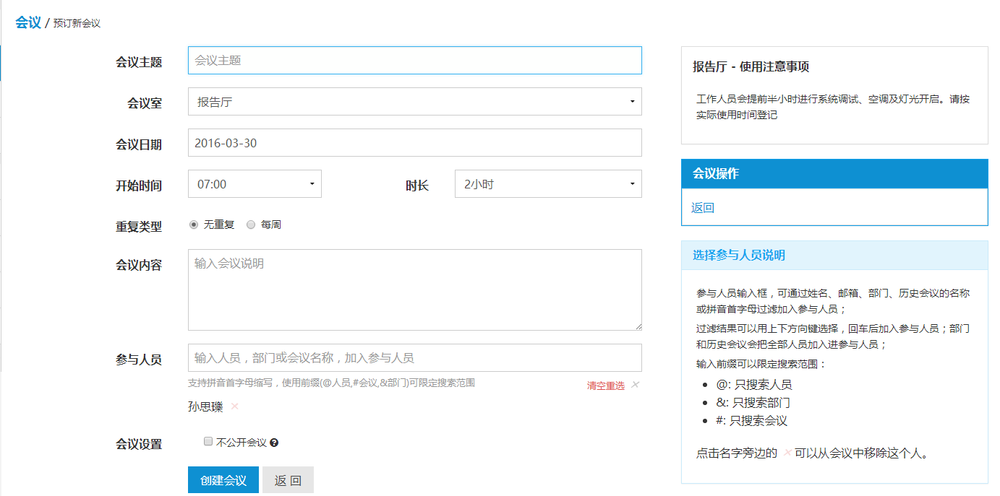 会议 / 预订新会议
会议主题
会议主题
会议室
报告厅
会议日期
2016-03-30
开始时间
07:00
时长
2小时
重复类型
无重复
每周
会议内容
输入会议说明
参与人员
输入人员，部门或会议名称，加入参与人员
支持拼音首字母缩写，使用前缀(@人员,#会议,&部门)可限定搜索范围
清空重选 ×
孙思瓅 ×
会议设置
不公开会议
创建会议
返 回
报告厅 - 使用注意事项
工作人员会提前半小时进行系统调试、空调及灯光开启。请按
实际使用时间登记
会议操作
返回
选择参与人员说明
参与人员输入框，可通过姓名、邮箱、部门、历史会议的名称
或拼音首字母过滤加入参与人员；
过滤结果可以用上下方向键选择，回车后加入参与人员；部门
和历史会议会把全部人员加入进参与人员；
输入前缀可以限定搜索范围：
@: 只搜索人员
&: 只搜索部门
#: 只搜索会议
点击名字旁边的 × 可以从会议中移除这个人。